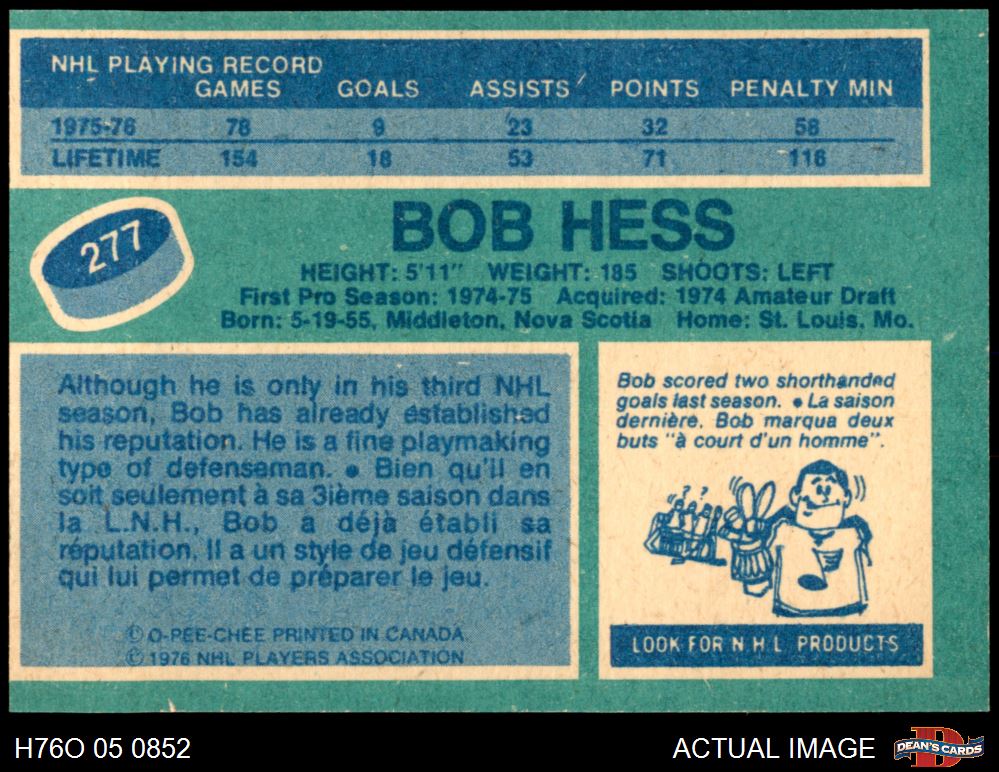 NHL PLAYING RECORD
GAMES GOALS ASSISTS POINTS PENALTY MIN
1975-76 78 9 23 32 58
LIFETIME 154 18 53 71 116
277
BOB HESS
HEIGHT: 5'11" WEIGHT: 185 SHOOTS: LEFT
First Pro Season: 1974-75 Acquired: 1974 Amateur Draft
Born: 5-19-55, Middleton, Nova Scotia Home: St. Louis, Mo.
Although he is only in his third NHL
season, Bob has already established
his reputation. He is a fine playmaking
type of defenseman. • Bien qu'il en
soit seulement à sa 3ième saison dans
la L.N.H., Bob a déjà établi sa
réputation. Il a un style de jeu défensif
qui lui permet de préparer le jeu.
© O-PEE-CHEE PRINTED IN CANADA
© 1976 NHL PLAYERS ASSOCIATION
Bob scored two shorthanded
goals last season. • La saison
dernière, Bob marqua deux
buts "à court d'un homme".
? ?
LOOK FOR N H L PRODUCTS
H76O 05 0852
ACTUAL IMAGE
DEAN'S CARDS